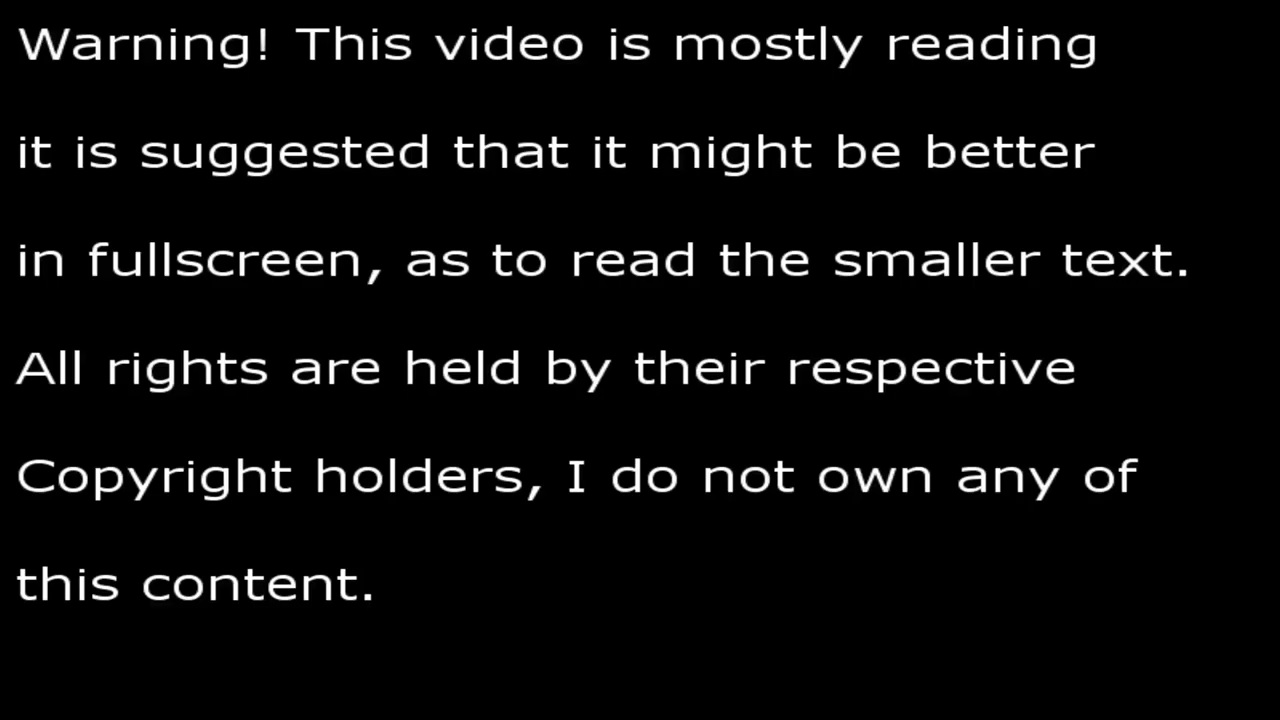 Warning! This video is mostly reading
it is suggested that it might be better
in fullscreen, as to read the smaller text.
All rights are held by their respective
Copyright holders, I do not own any of
this content.